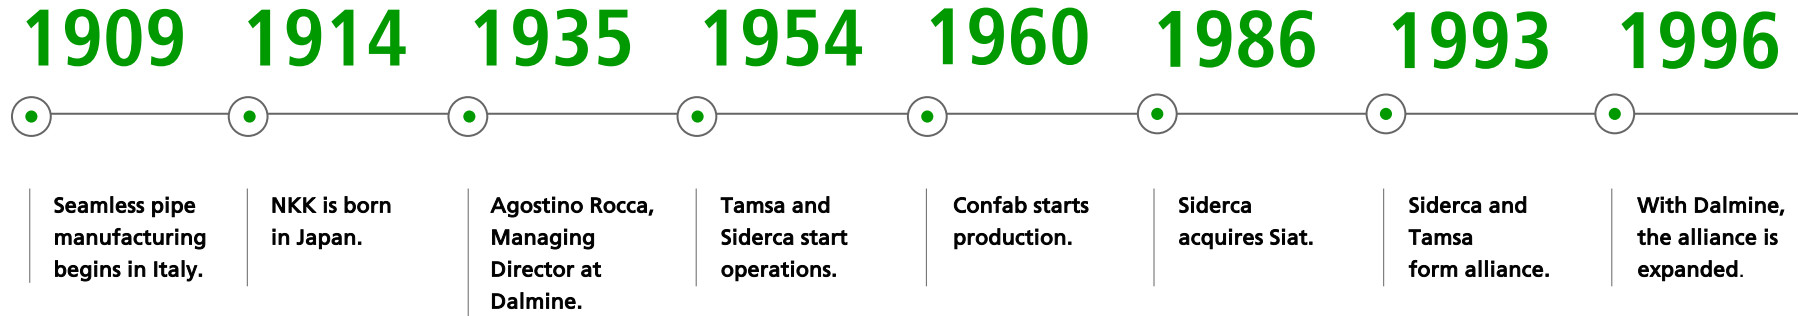 1909
1914
1935
1954
1960
1986
1993
1996
Seamless pipe
manufacturing
begins in Italy.
NKK is born
in Japan.
Agostino Rocca,
Managing
Director at
Dalmine.
Tamsa and
Siderca start
operations.
Confab starts
production.
Siderca
acquires Siat.
Siderca and
Tamsa
form alliance.
With Dalmine,
the alliance is
expanded.